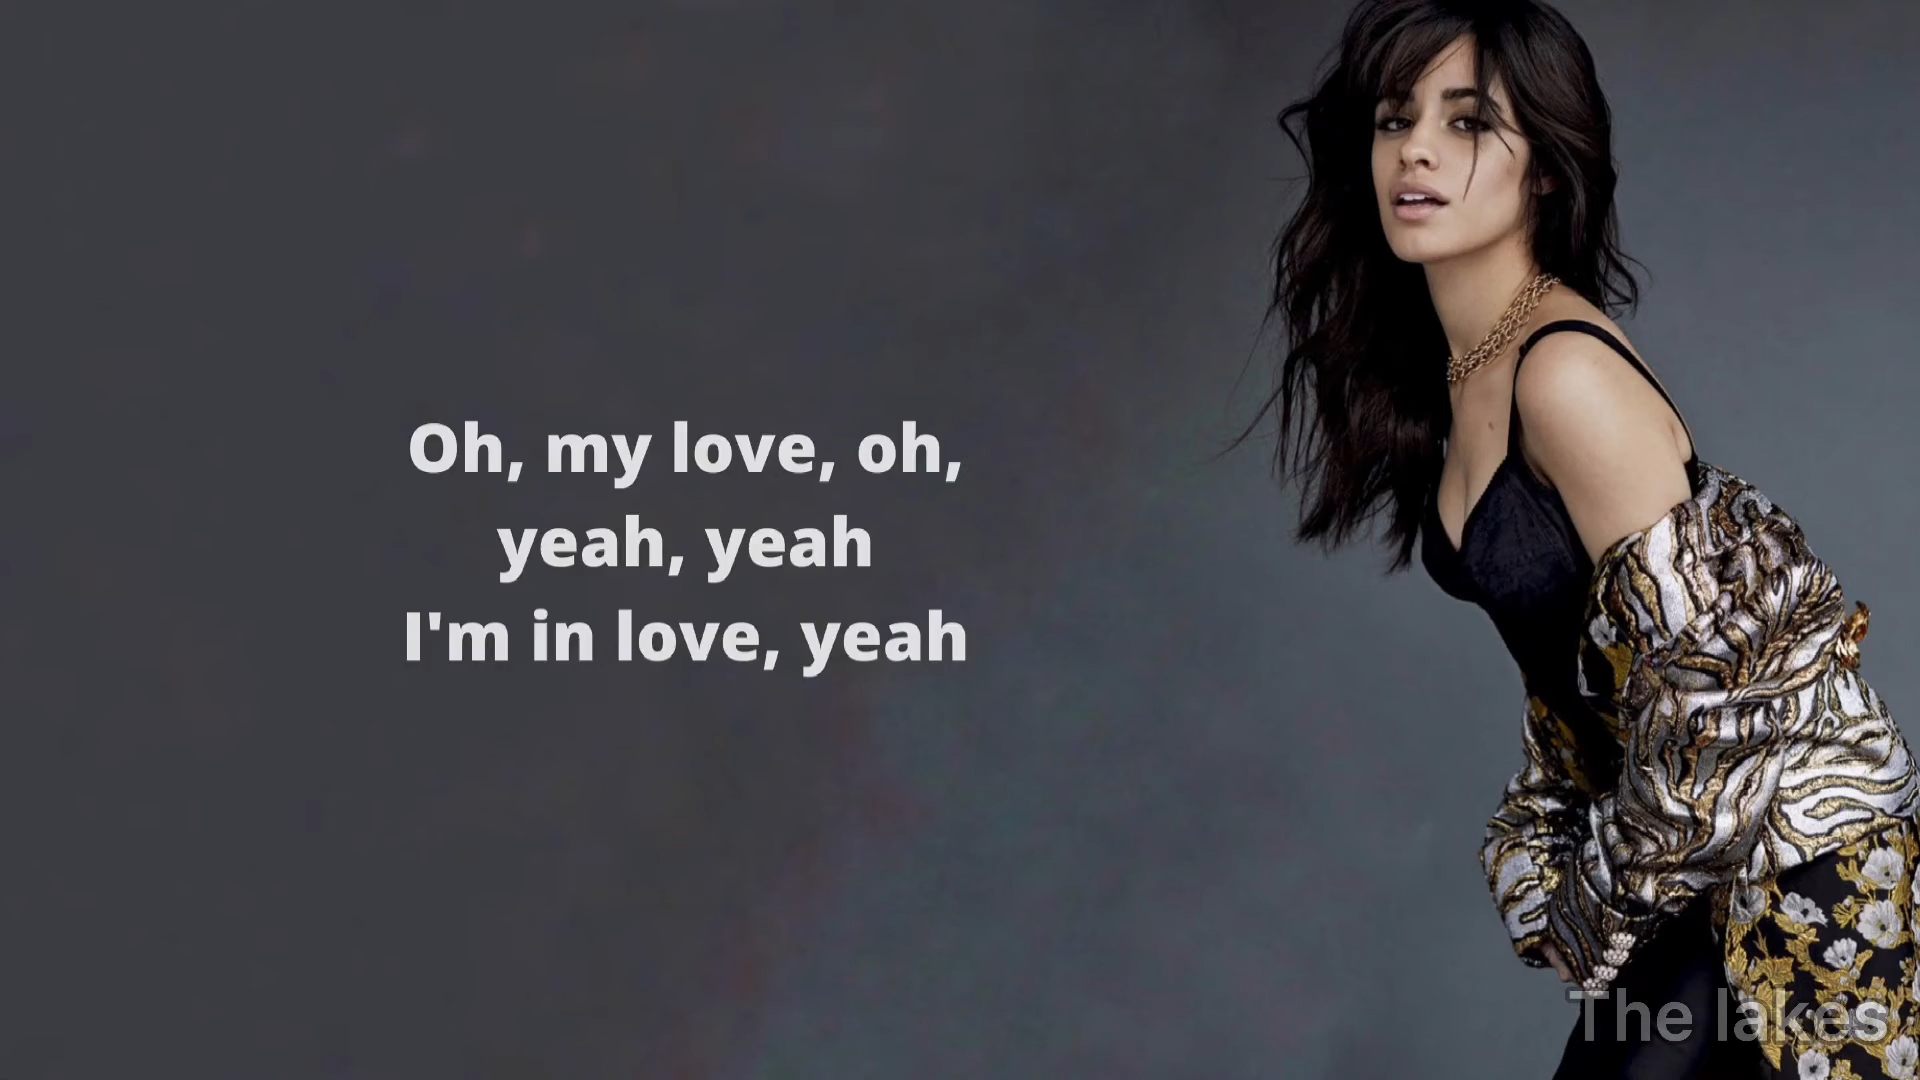 Oh, my love, oh,
yeah, yeah
I'm in love, yeah
The lakes